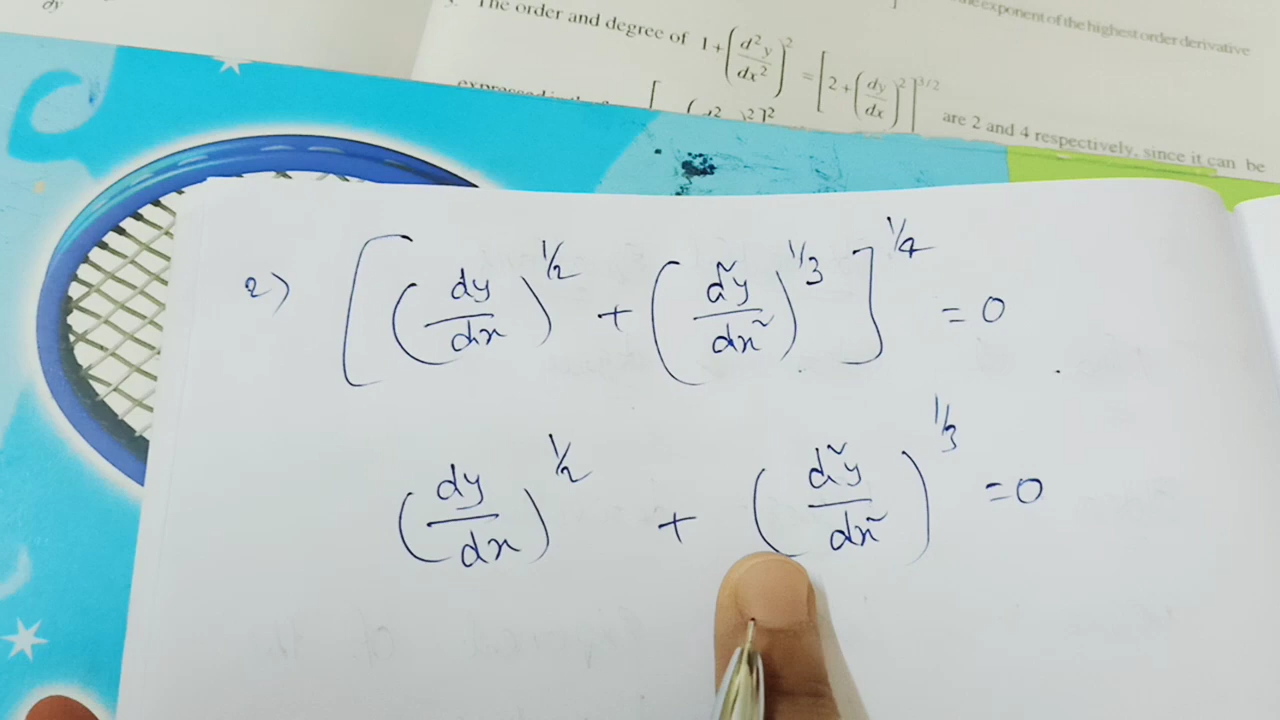 dy
the exponent of the highest order derivative
The order and degree of 1+(d²y/dx²)² = [2+(dy/dx)²]^3/2 are 2 and 4 respectively, since it can be
2) [(dy/dx)^1/2 + (d²y/dx²)^1/3]^1/4 = 0
(dy/dx)^1/2 + (d²y/dx²)^1/3 = 0